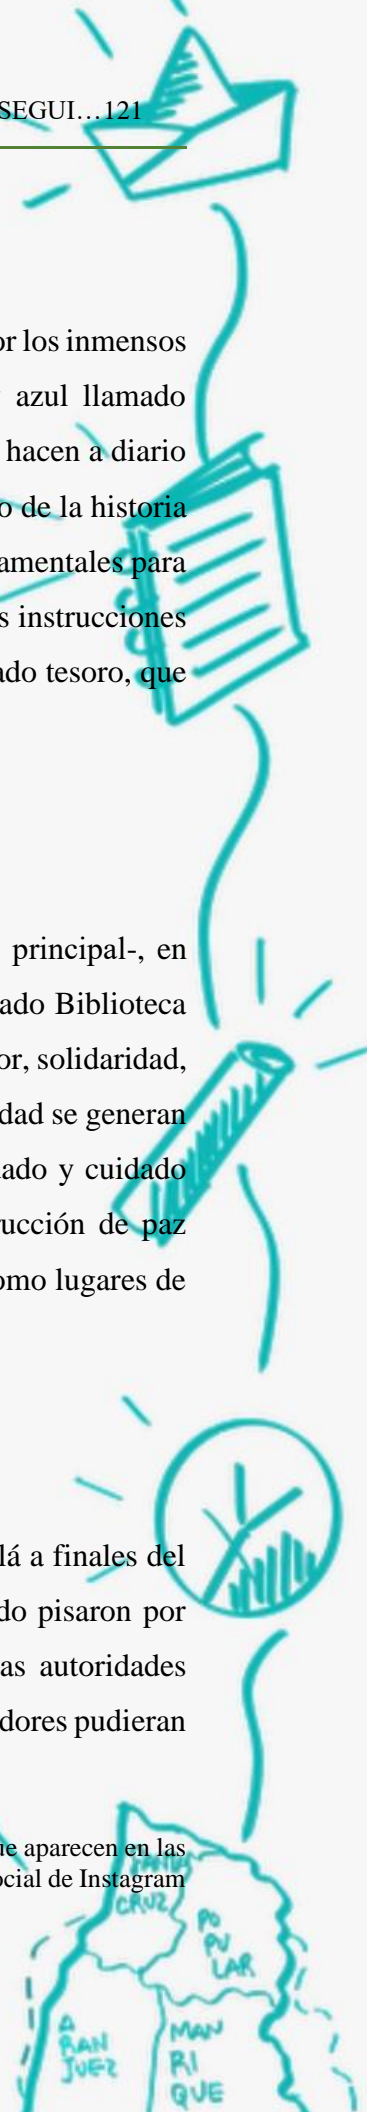 SEGUI…121
or los inmensos
azul llamado
hacen a diario
o de la historia
amentales para
s instrucciones
ado tesoro, que
principal-, en
ado Biblioteca
or, solidaridad,
dad se generan
ado y cuidado
rucción de paz
omo lugares de
lá a finales del
do pisaron por
as autoridades
dores pudieran
ue aparecen en las
ocial de Instagram
CRUZ
PO
PU
LAR
A
RAN
JUEZ
MAN
RI
QUE